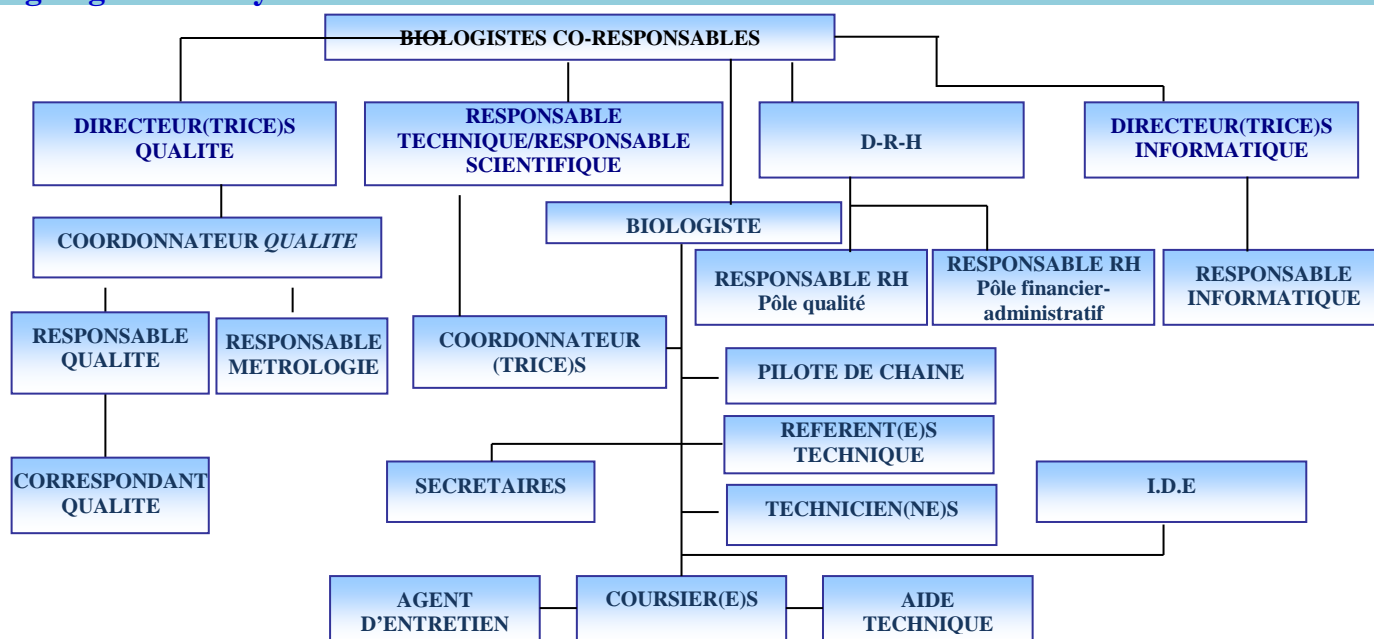 BIOLOGISTES CO-RESPONSABLES
DIRECTEUR(TRICE)S
QUALITE
RESPONSABLE
TECHNIQUE/RESPONSABLE
SCIENTIFIQUE
D-R-H
DIRECTEUR(TRICE)S
INFORMATIQUE
COORDONNATEUR QUALITE
BIOLOGISTE
RESPONSABLE RH
Pôle qualité
RESPONSABLE RH
Pôle financier-
administratif
RESPONSABLE
INFORMATIQUE
RESPONSABLE
QUALITE
RESPONSABLE
METROLOGIE
COORDONNATEUR
(TRICE)S
PILOTE DE CHAINE
REFERENT(E)S
TECHNIQUE
CORRESPONDANT
QUALITE
SECRETAIRES
TECHNICIEN(NE)S
I.D.E
AGENT
D'ENTRETIEN
COURSIER(E)S
AIDE
TECHNIQUE